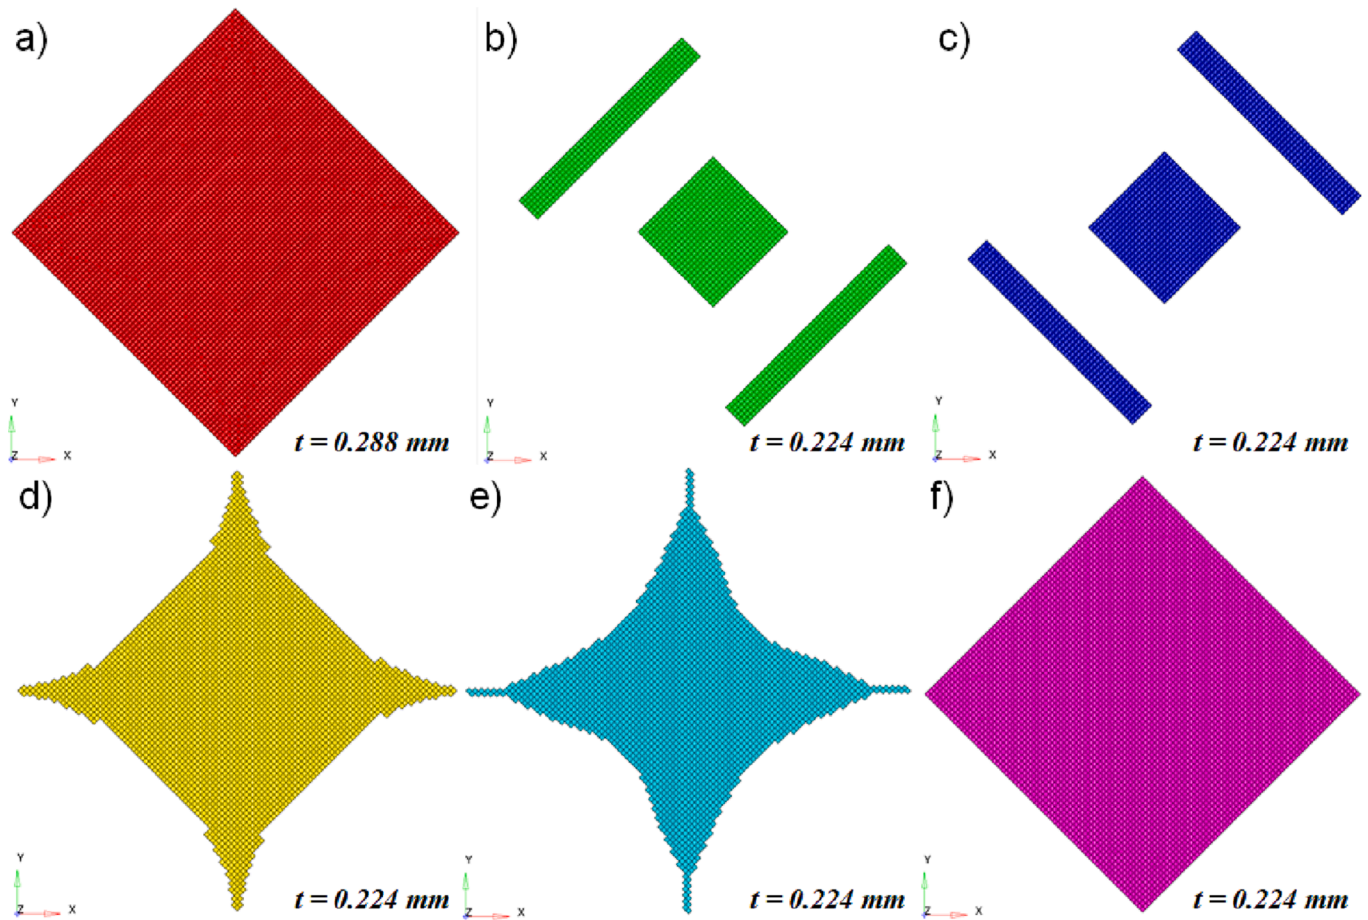 a)
b)
c)
Y
Z X
t = 0.288 mm
Y
Z X
t = 0.224 mm
Y
Z X
t = 0.224 mm
d)
e)
f)
Y
Z X
t = 0.224 mm
Y
Z X
t = 0.224 mm
Y
Z X
t = 0.224 mm